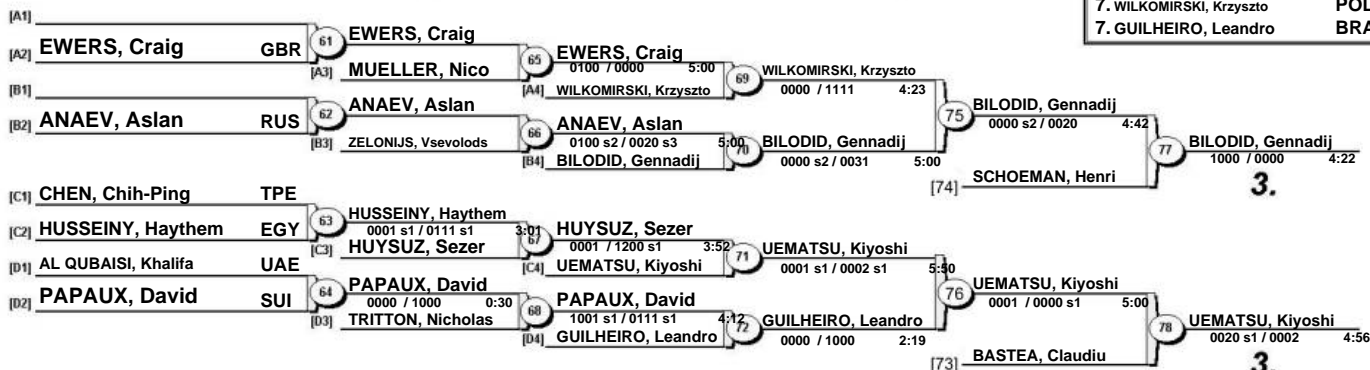 7. WILKOMIRSKI, Krzyszto POL
7. GUILHEIRO, Leandro BRA
[A1]
[A2] EWERS, Craig GBR
61
EWERS, Craig
[A3] MUELLER, Nico
65
EWERS, Craig
0100 / 0000 5:00
[A4] WILKOMIRSKI, Krzyszto
69
WILKOMIRSKI, Krzyszto
0000 / 1111 4:23
[B1]
[B2] ANAEV, Aslan RUS
62
ANAEV, Aslan
[B3] ZELONIJS, Vsevolods
66
ANAEV, Aslan
0100 s2 / 0020 s3 5:00
[B4] BILODID, Gennadij
70
BILODID, Gennadij
0000 s2 / 0031 5:00
75
BILODID, Gennadij
0000 s2 / 0020 4:42
[74] SCHOEMAN, Henri
77
BILODID, Gennadij
1000 / 0000 4:22
3.
[C1] CHEN, Chih-Ping TPE
[C2] HUSSEINY, Haythem EGY
63
HUSSEINY, Haythem
0001 s1 / 0111 s1 3:01
[C3] HUYSUZ, Sezer
67
HUYSUZ, Sezer
0001 / 1200 s1 3:52
[C4] UEMATSU, Kiyoshi
71
UEMATSU, Kiyoshi
0001 s1 / 0002 s1 5:50
[D1] AL QUBAISI, Khalifa UAE
[D2] PAPAUX, David SUI
64
PAPAUX, David
0000 / 1000 0:30
[D3] TRITTON, Nicholas
68
PAPAUX, David
1001 s1 / 0111 s1 4:12
[D4] GUILHEIRO, Leandro
72
GUILHEIRO, Leandro
0000 / 1000 2:19
76
UEMATSU, Kiyoshi
0001 / 0000 s1 5:00
[73] BASTEA, Claudiu
78
UEMATSU, Kiyoshi
0020 s1 / 0002 4:56
3.